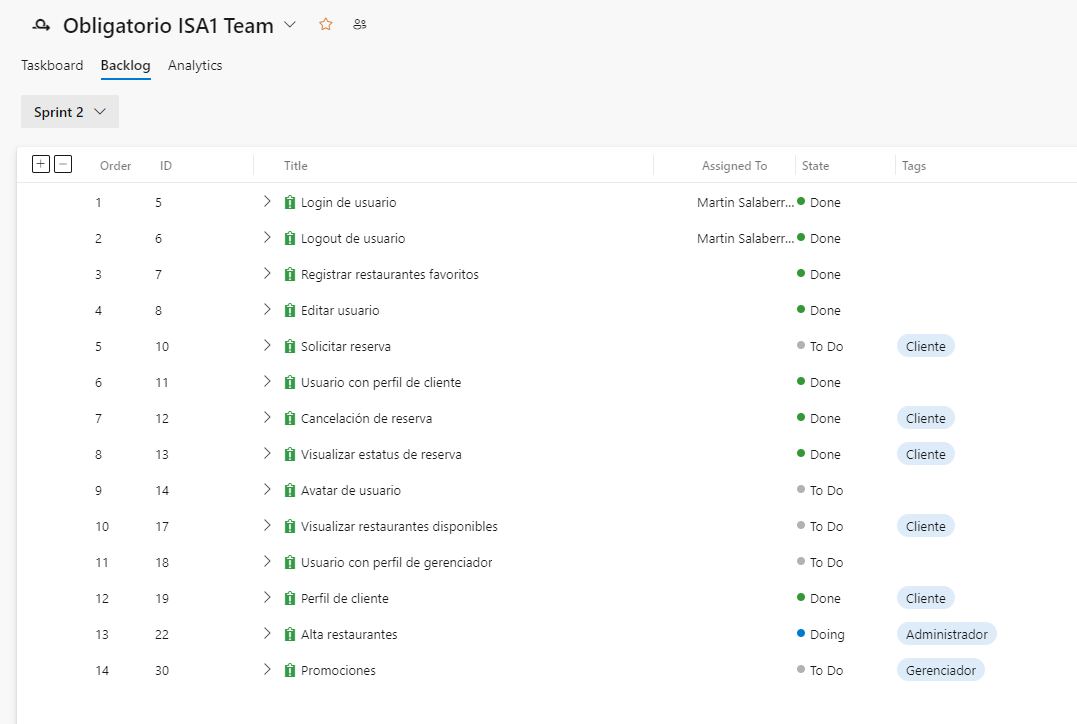 Obligatorio ISA1 Team
Taskboard Backlog Analytics
Sprint 2
Order ID Title Assigned To State Tags
1 5 Login de usuario Martin Salaberr... Done
2 6 Logout de usuario Martin Salaberr... Done
3 7 Registrar restaurantes favoritos Done
4 8 Editar usuario Done
5 10 Solicitar reserva To Do Cliente
6 11 Usuario con perfil de cliente Done
7 12 Cancelación de reserva Done Cliente
8 13 Visualizar estatus de reserva Done Cliente
9 14 Avatar de usuario To Do
10 17 Visualizar restaurantes disponibles To Do Cliente
11 18 Usuario con perfil de gerenciador To Do
12 19 Perfil de cliente Done Cliente
13 22 Alta restaurantes Doing Administrador
14 30 Promociones To Do Gerenciador